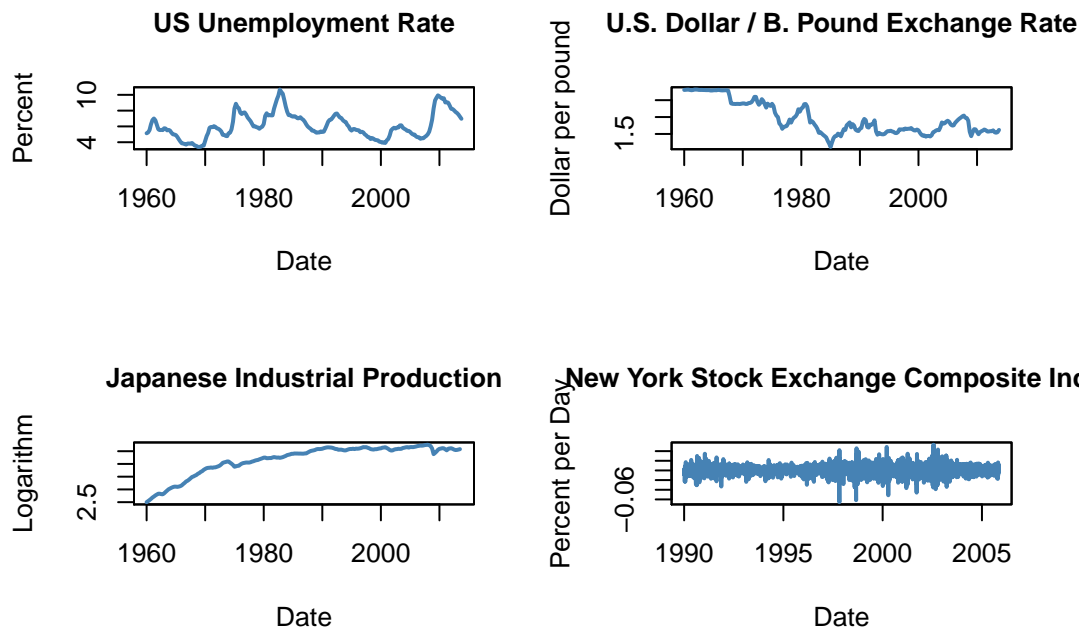 US Unemployment Rate
Percent
10
4
1960 1980 2000
Date
U.S. Dollar / B. Pound Exchange Rate
Dollar per pound
1.5
1960 1980 2000
Date
Japanese Industrial Production
Logarithm
2.5
1960 1980 2000
Date
New York Stock Exchange Composite Inc
Percent per Day
−0.06
1990 1995 2000 2005
Date